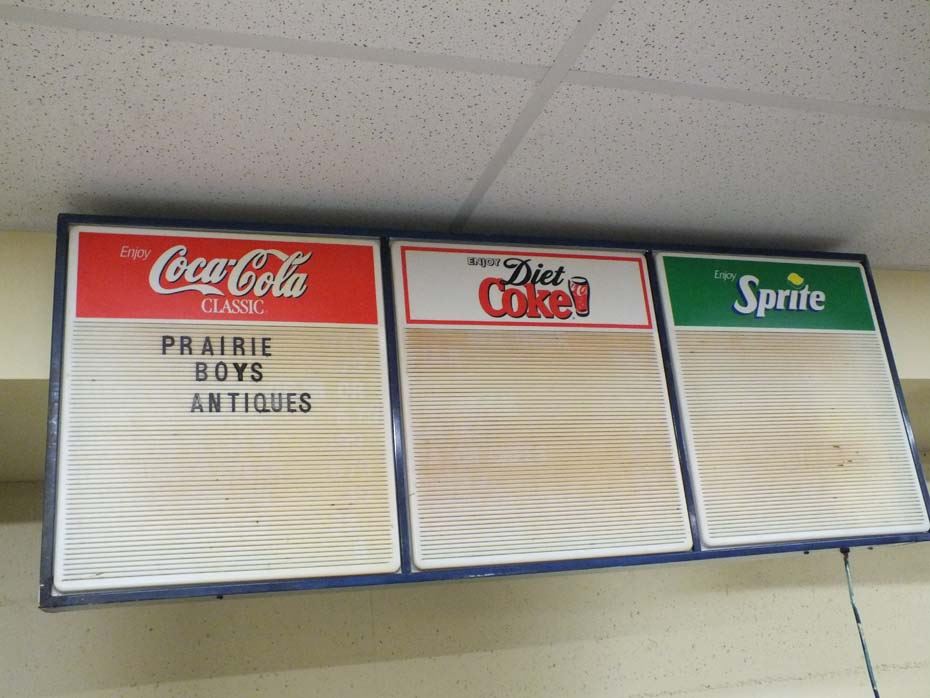 Enjoy
Coca-Cola
CLASSIC
PRAIRIE
BOYS
ANTIQUES
ENJOY
Diet
Coke
Enjoy
Sprite